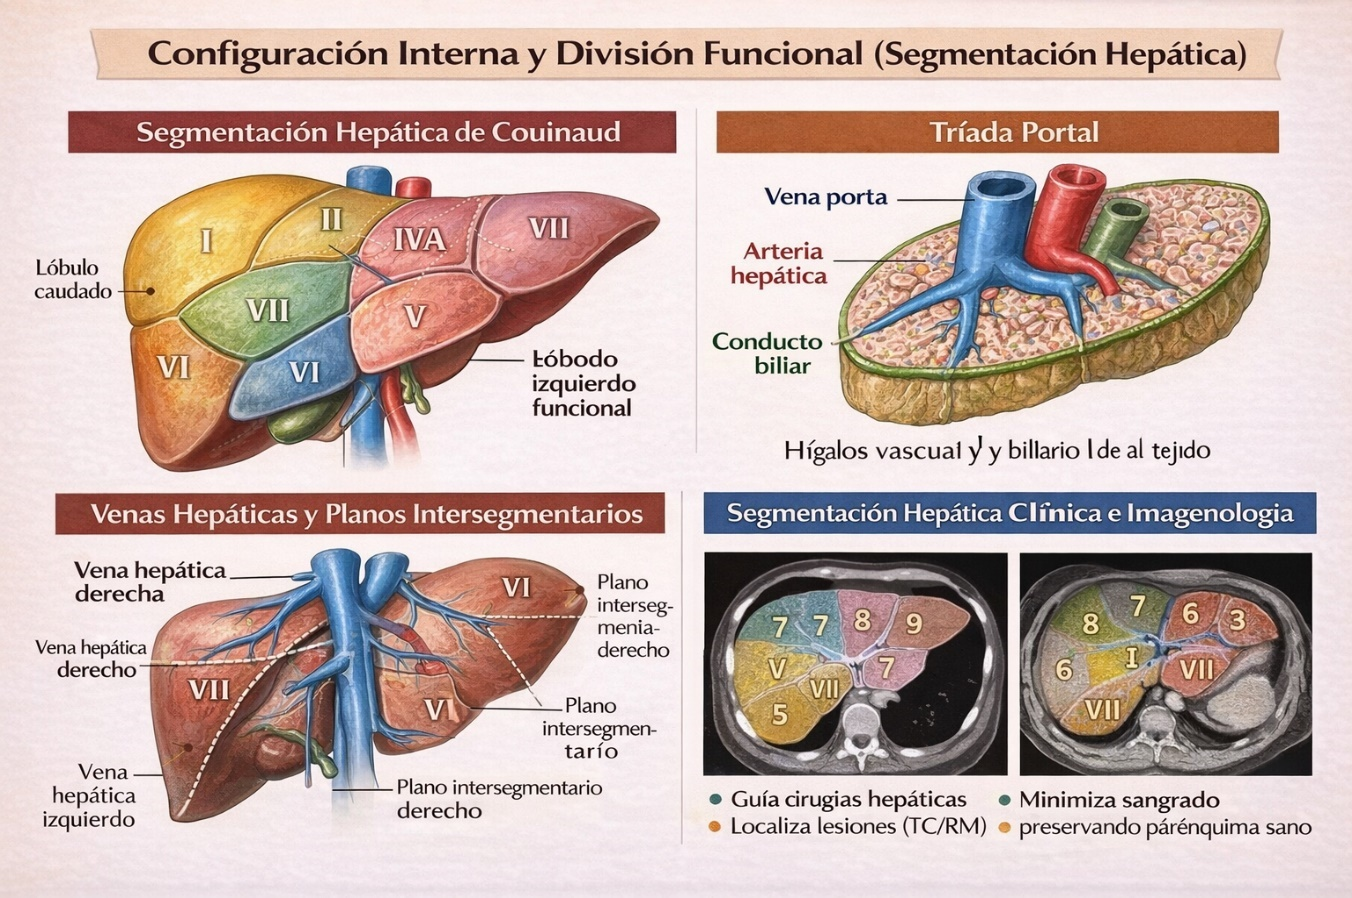 Configuración Interna y División Funcional (Segmentación Hepática)
Segmentación Hepática de Couinaud
I
II
IVA
VII
Lóbulo
caudado
VII
V
VI
VI
Łóbodo
izquierdo
funcional
Tríada Portal
Vena porta
Arteria
hepática
Conducto
biliar
Hígalos vascual y' y billario l de al tejido
Venas Hepáticas y Planos Intersegmentarios
Vena hepática
derecha
Vena hepática
derecho
Vena
hepática
izquierdo
VI
VII
VI
Plano
interseg-
menia-
derecho
Plano
intersegmen-
tarío
Plano intersegmentario
derecho
Segmentación Hepática Clínica e Imagenologia
7 7 8 9
V VII 7
5
8 7 6 3
6 I VII
VII
Guía cirugias hepáticas
Localiza lesiones (TC/RM)
Minimiza sangrado
preservando párénquima sano